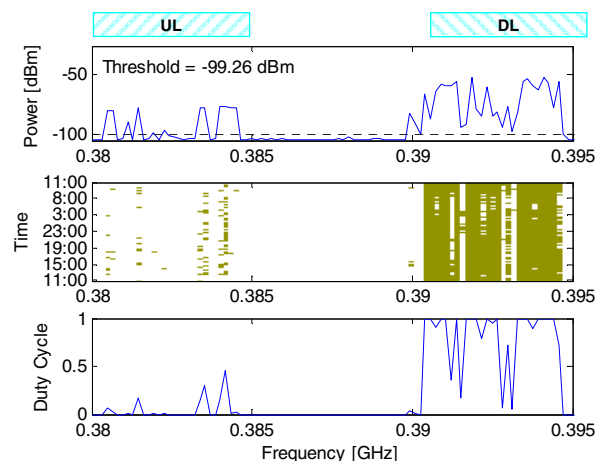 UL DL
Threshold = -99.26 dBm
Power [dBm]
-50
-100
0.38 0.385 0.39 0.395
Time
11:00
8:00
3:00
23:00
19:00
15:00
11:00
0.38 0.385 0.39 0.395
Duty Cycle
1
0.5
0
0.38 0.385 0.39 0.395
Frequency [GHz]